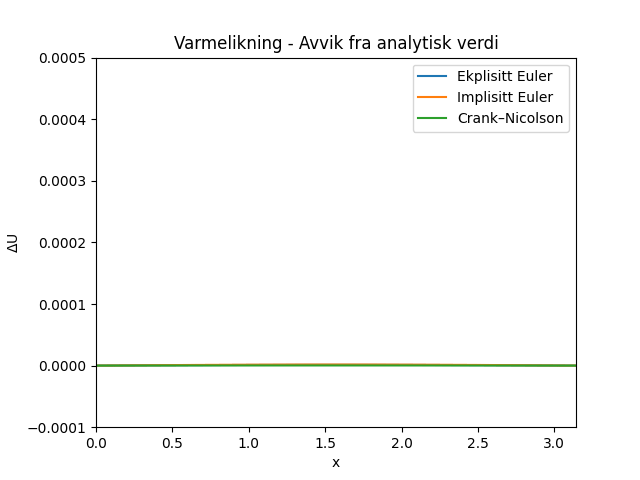 Varmelikning - Avvik fra analytisk verdi
0.0005
0.0004
0.0003
0.0002
0.0001
0.0000
−0.0001
ΔU
Ekplisitt Euler
Implisitt Euler
Crank–Nicolson
0.0
0.5
1.0
1.5
2.0
2.5
3.0
x